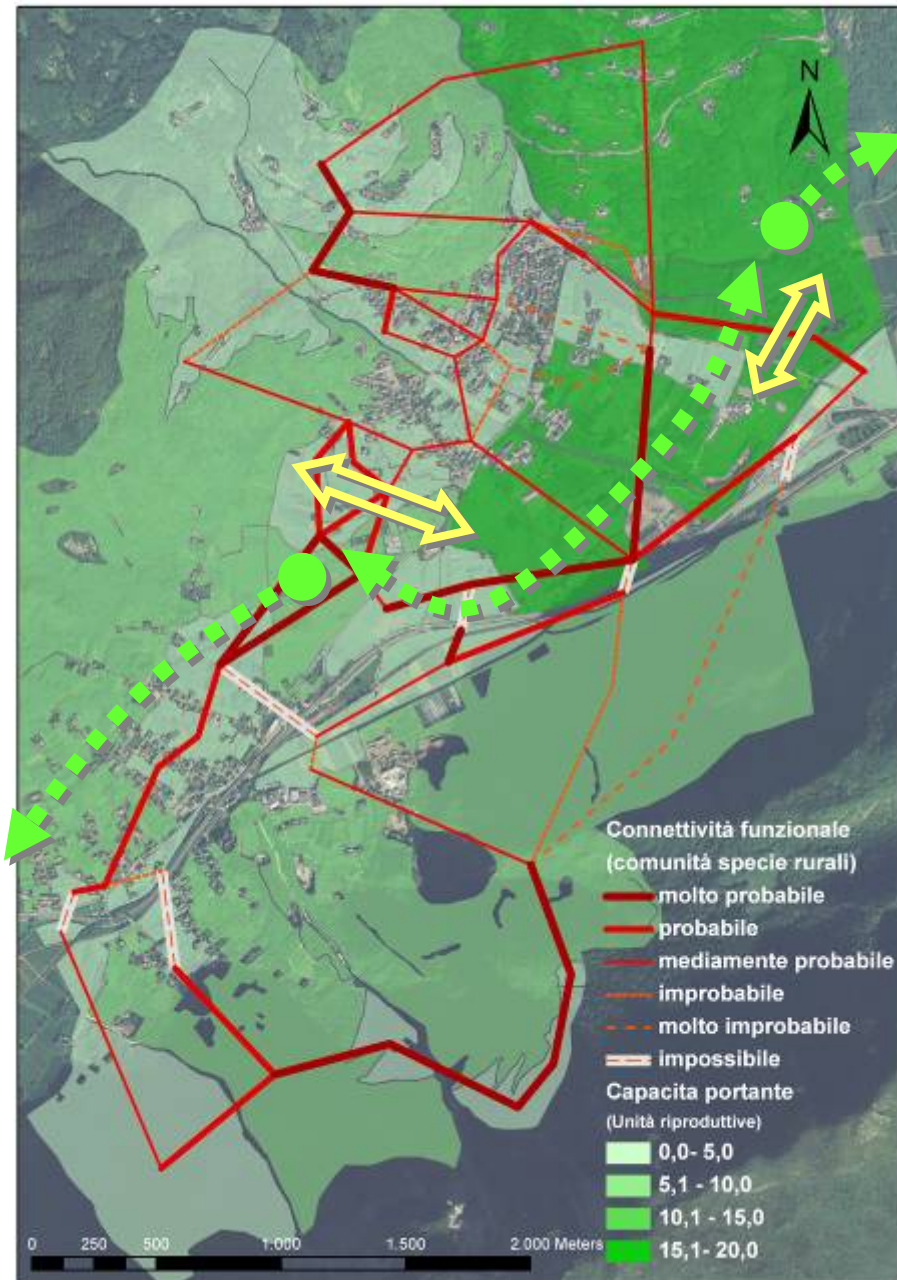 N
Connettività funzionale
(comunità specie rurali)
molto probabile
probabile
mediamente probabile
improbabile
molto improbabile
impossibile
Capacita portante
(Unità riproduttive)
0,0- 5,0
5,1 - 10,0
10,1 - 15,0
15,1- 20,0
0 250 500 1.000 1.500 2.000 Meters